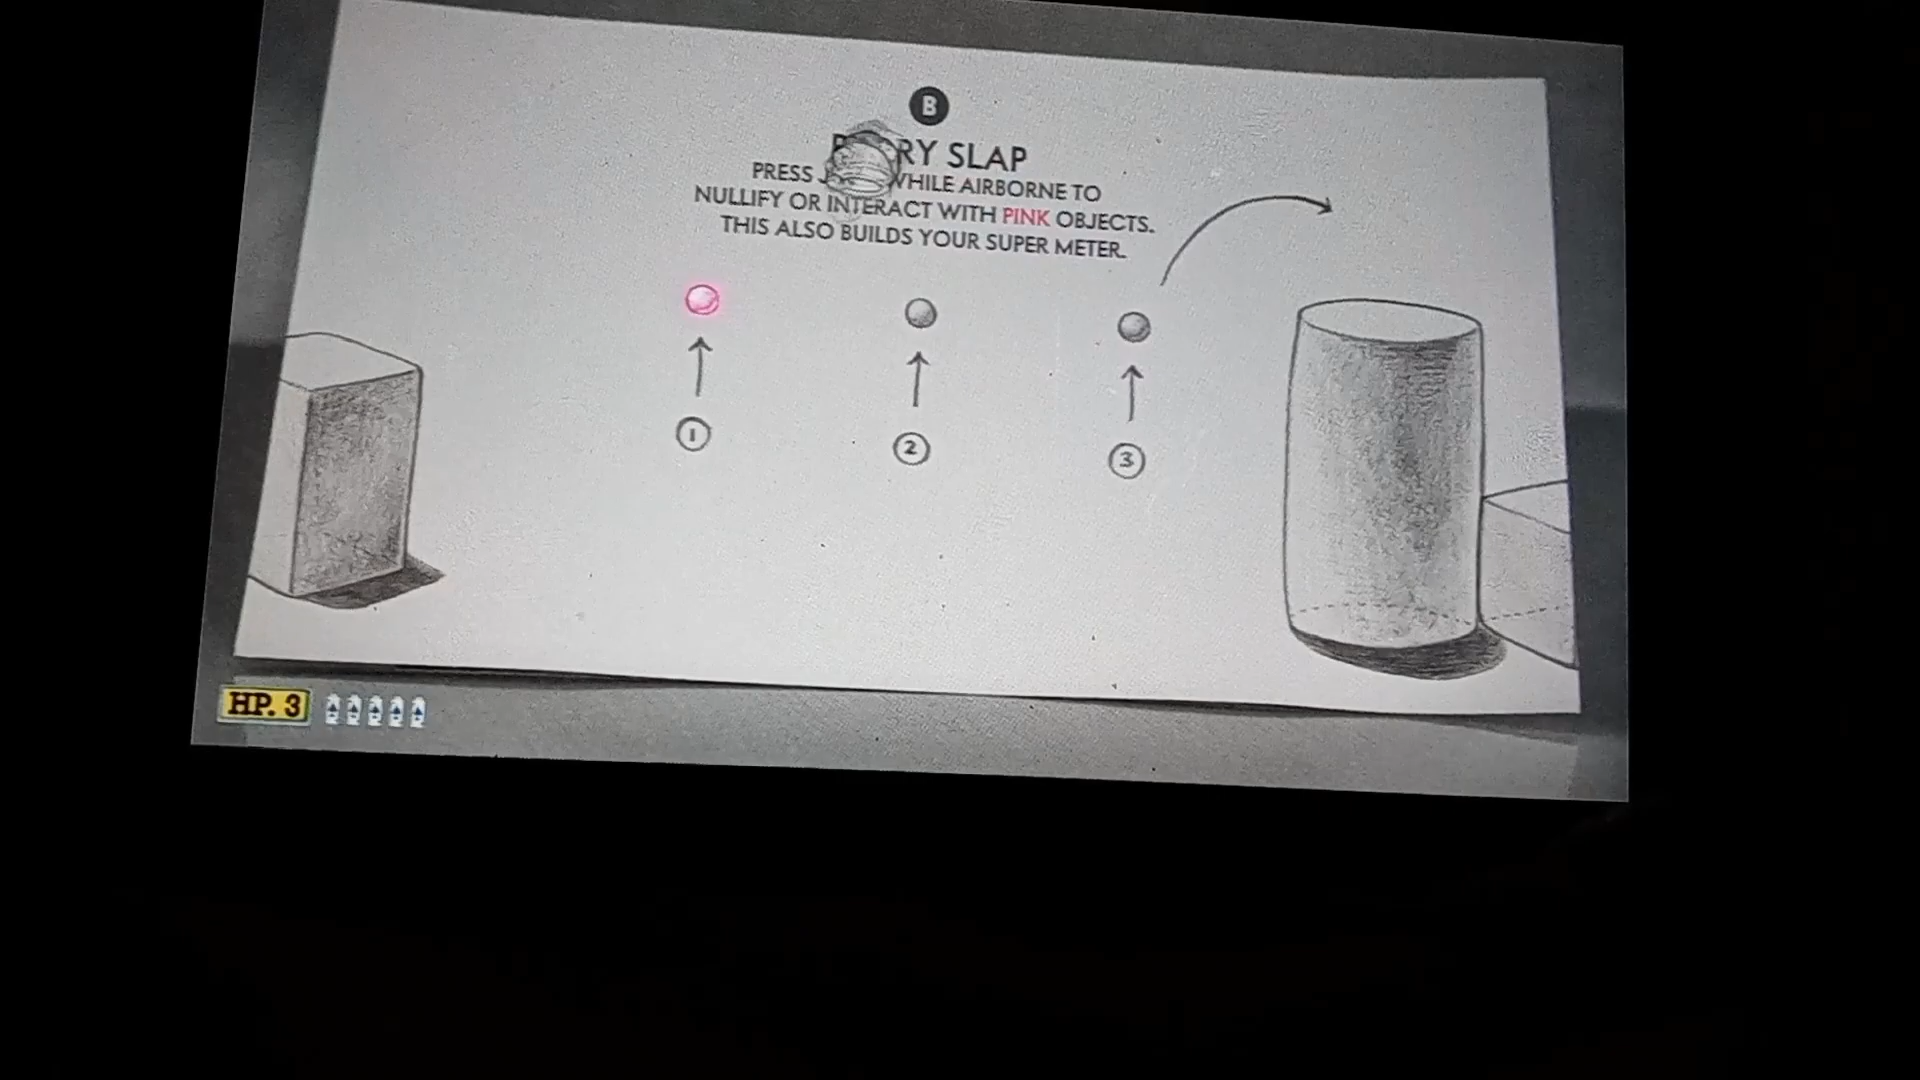 B
SLAP
PRESS WHILE AIRBORNE TO
NULLIFY OR INTERACT WITH PINK OBJECTS.
THIS ALSO BUILDS YOUR SUPER METER.
1
2
3
HP. 3